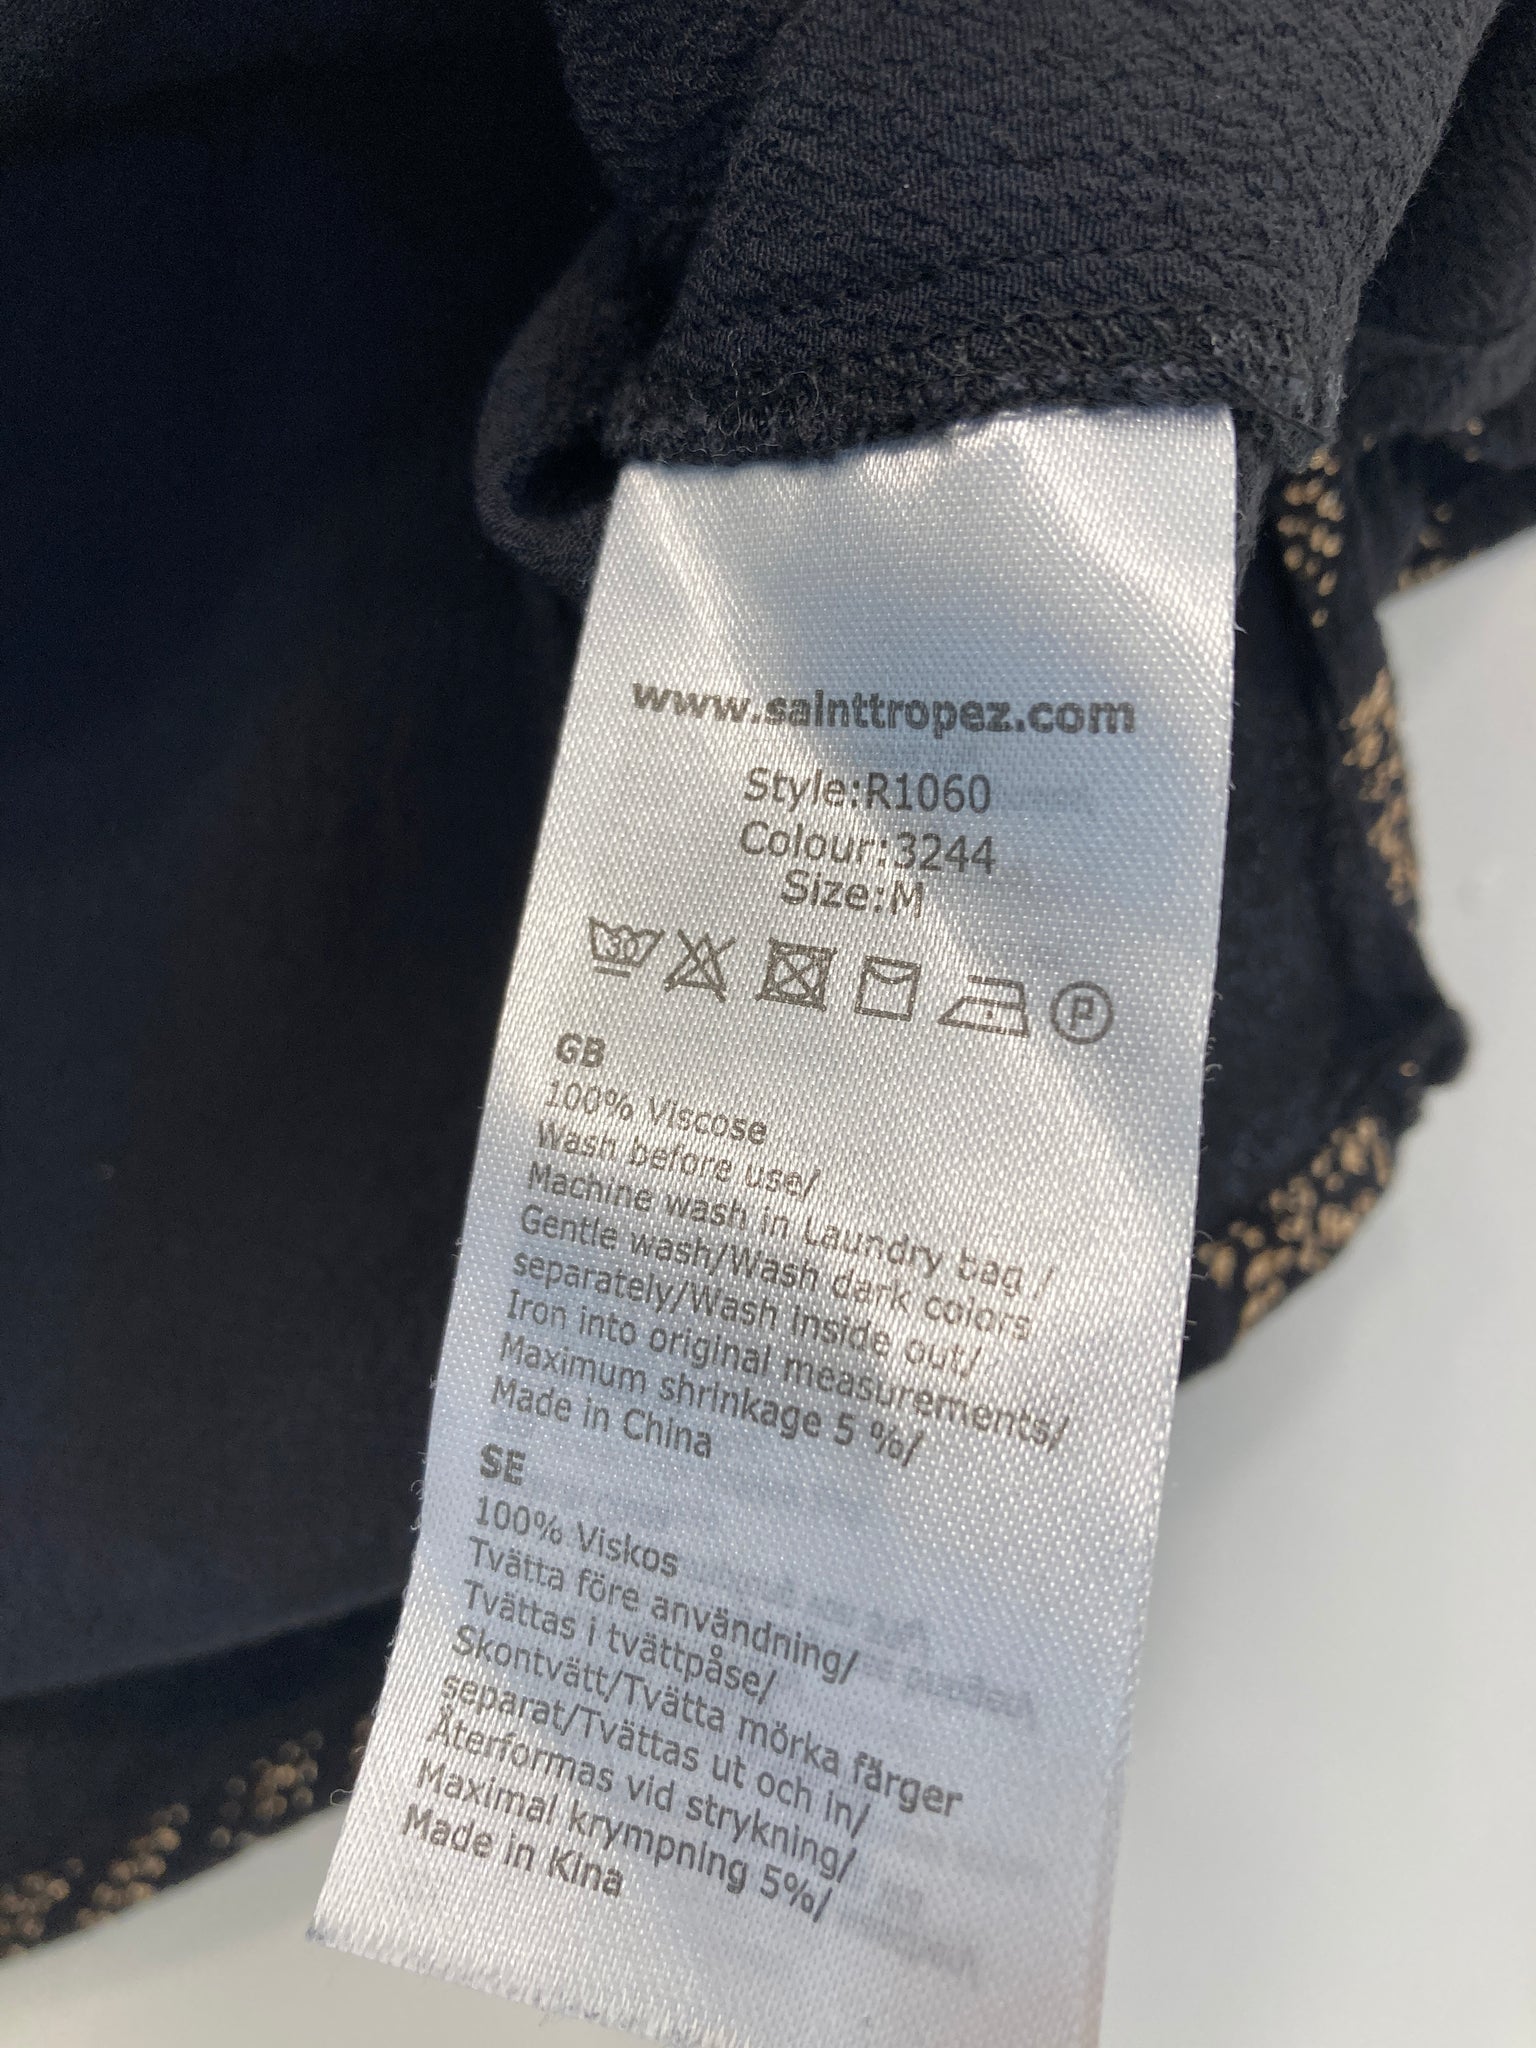 www.sainttropez.com
Style:R1060
Colour:3244
Size:M
30
P
GB
100% Viscose
Wash before use/
Machine wash in Laundry bag /
Gentle wash/Wash dark colors
separately/Wash inside out/
Iron into original measurements/
Maximum shrinkage 5 %/
Made in China
SE
100% Viskos
Tvätta före användning/
Tvättas i tvättpåse/
Skontvätt/Tvätta mörka färger
separat/Tvättas ut och in/
Återformas vid strykning/
Maximal krympning 5%/
Made in Kina